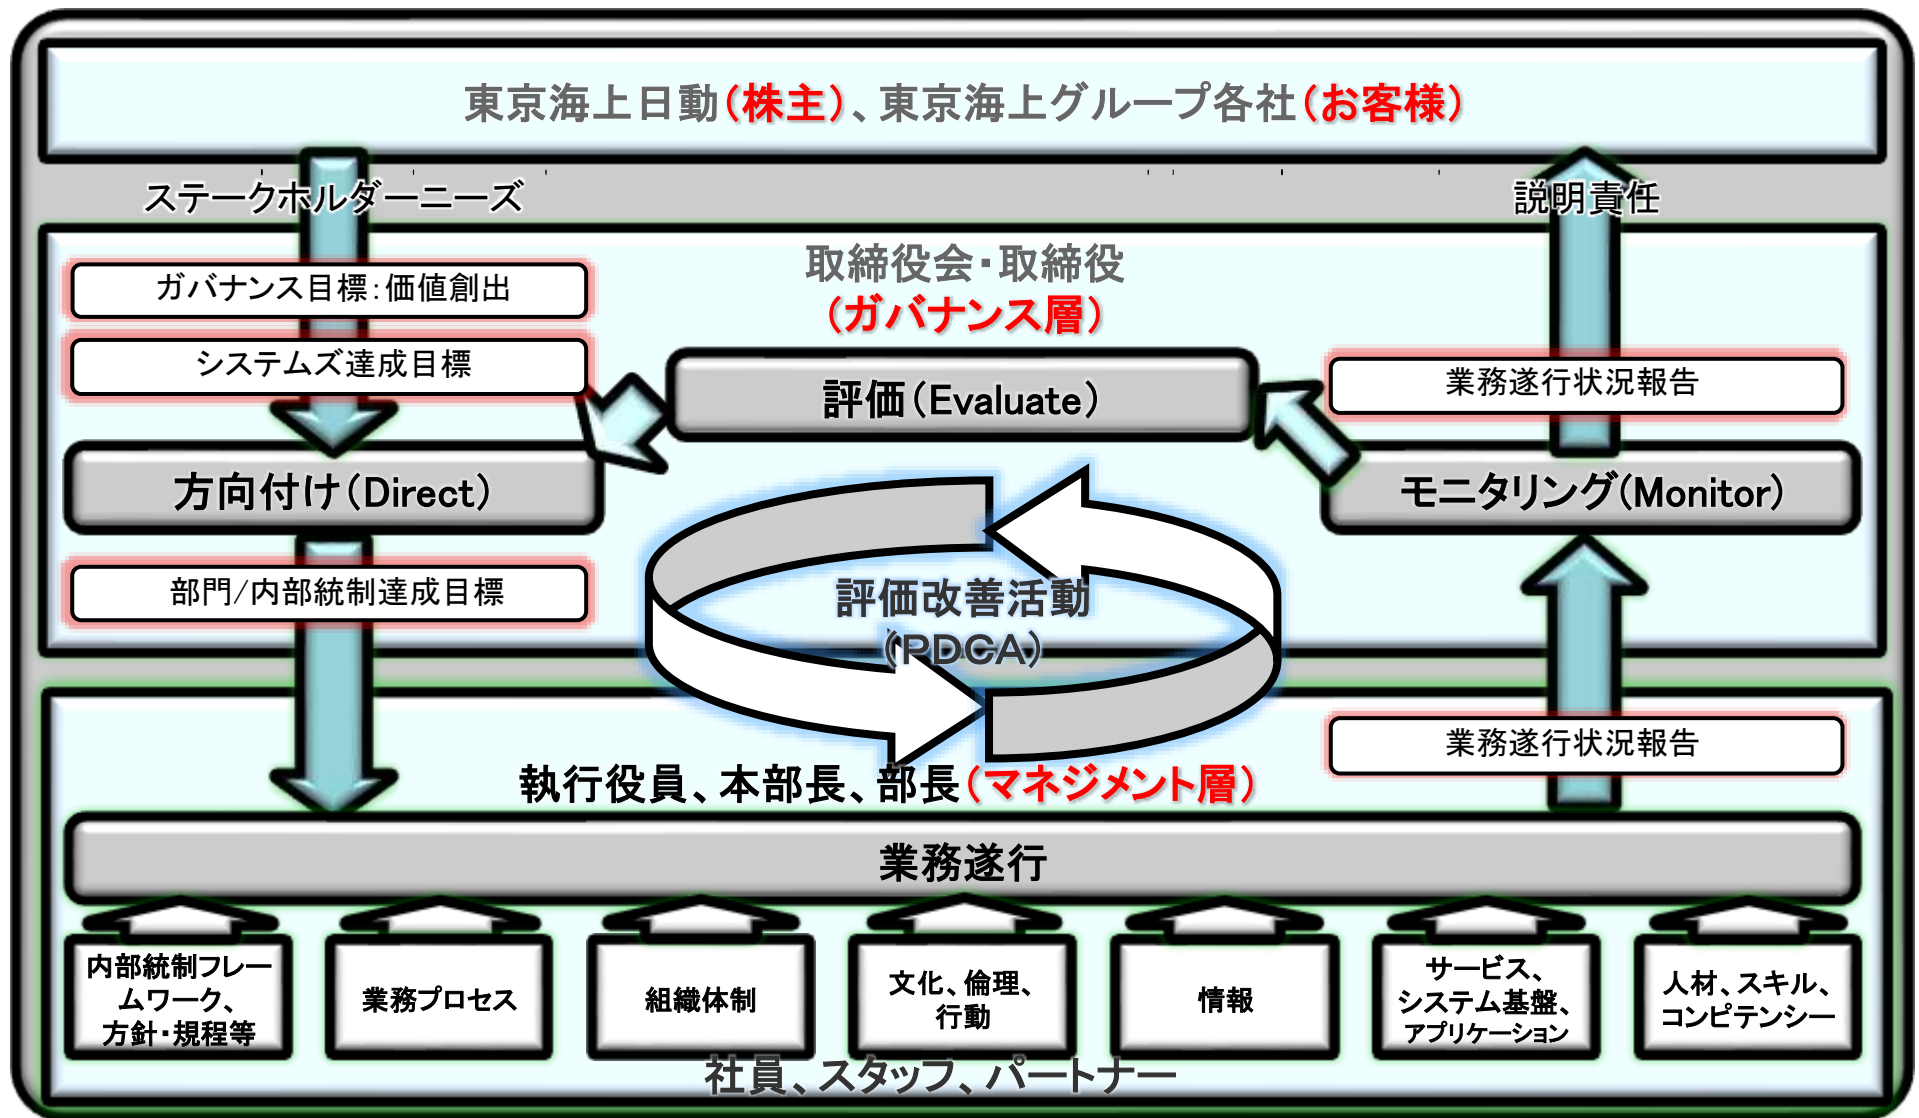 東京海上日動(株主)、東京海上グループ各社(お客様)
ステークホルダーニーズ
説明責任
取締役会・取締役
(ガバナンス層)
ガバナンス目標:価値創出
システムズ達成目標
評価(Evaluate)
業務遂行状況報告
方向付け(Direct)
モニタリング(Monitor)
部門/内部統制達成目標
評価改善活動
(PDCA)
業務遂行状況報告
執行役員、本部長、部長(マネジメント層)
業務遂行
内部統制フレー
ムワーク、
方針・規程等
業務プロセス
組織体制
文化、倫理、
行動
情報
サービス、
システム基盤、
アプリケーション
人材、スキル、
コンピテンシー
社員、スタッフ、パートナー